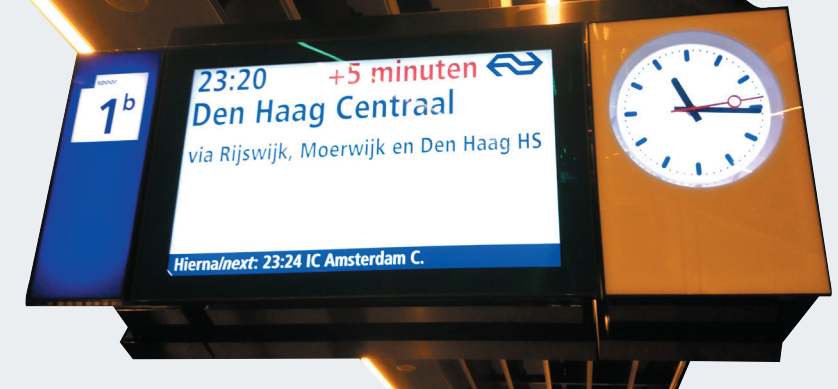 spoor
1b
23:20 +5 minuten
Den Haag Centraal
via Rijswijk, Moerwijk en Den Haag HS
Hierna/next: 23:24 IC Amsterdam C.